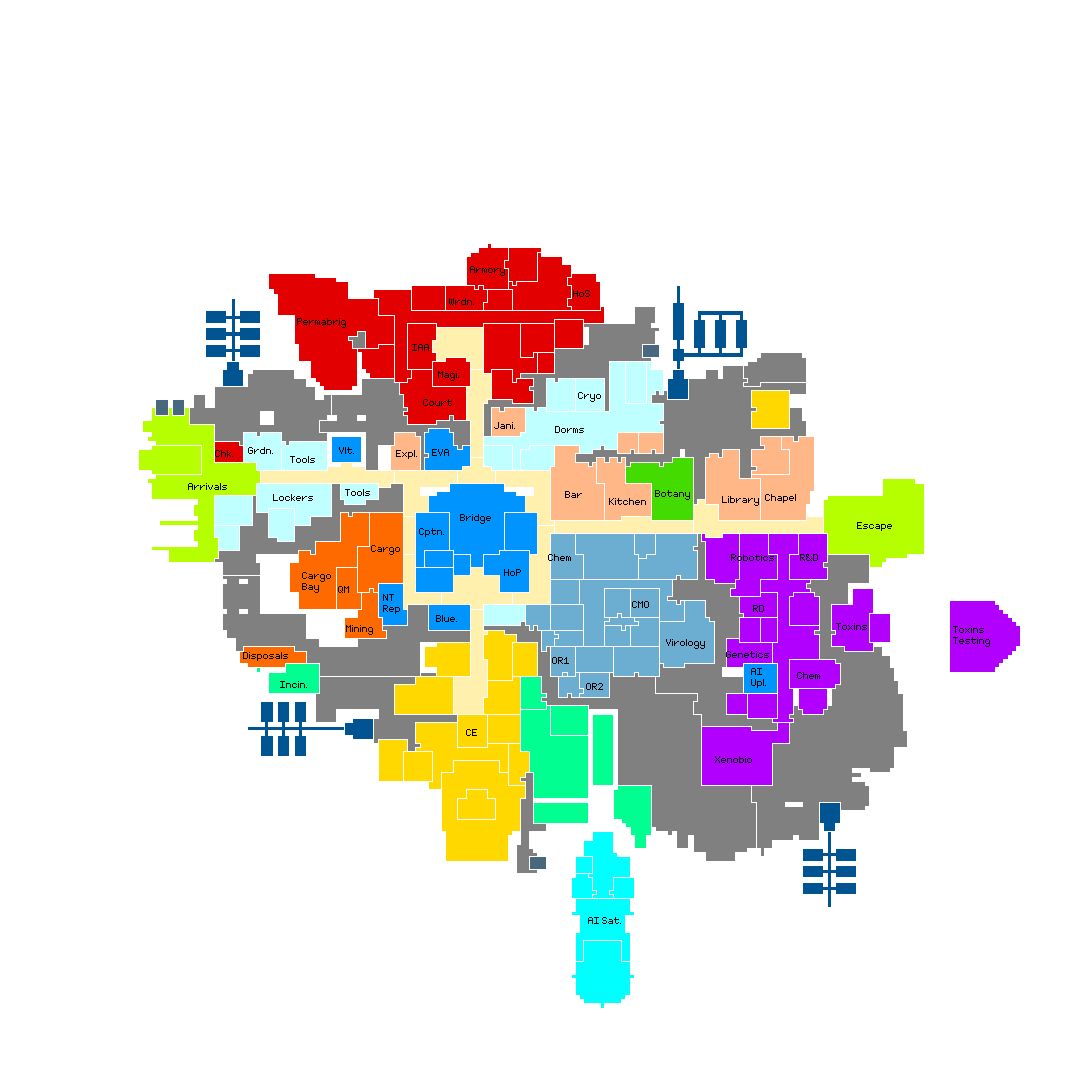 Armory
HoS
Wrdn.
Permabrig
IAA
Magi.
Court
Cryo
Jani.
Dorms
Chk.
Grdn.
Tools
Vlt.
Expl.
EVA
Arrivals
Lockers
Tools
Bar
Kitchen
Botany
Library
Chapel
Bridge
Cptn.
Escape
Cargo
Chem
Robotics
R&D
Cargo
Bay
QM
HoP
NT
Rep
CMO
RD
Mining
Blue.
Virology
Toxins
Toxins
Testing
Disposals
OR1
Genetics
Incin.
OR2
AI
Upl.
Chem
CE
Xenobio
AI Sat.